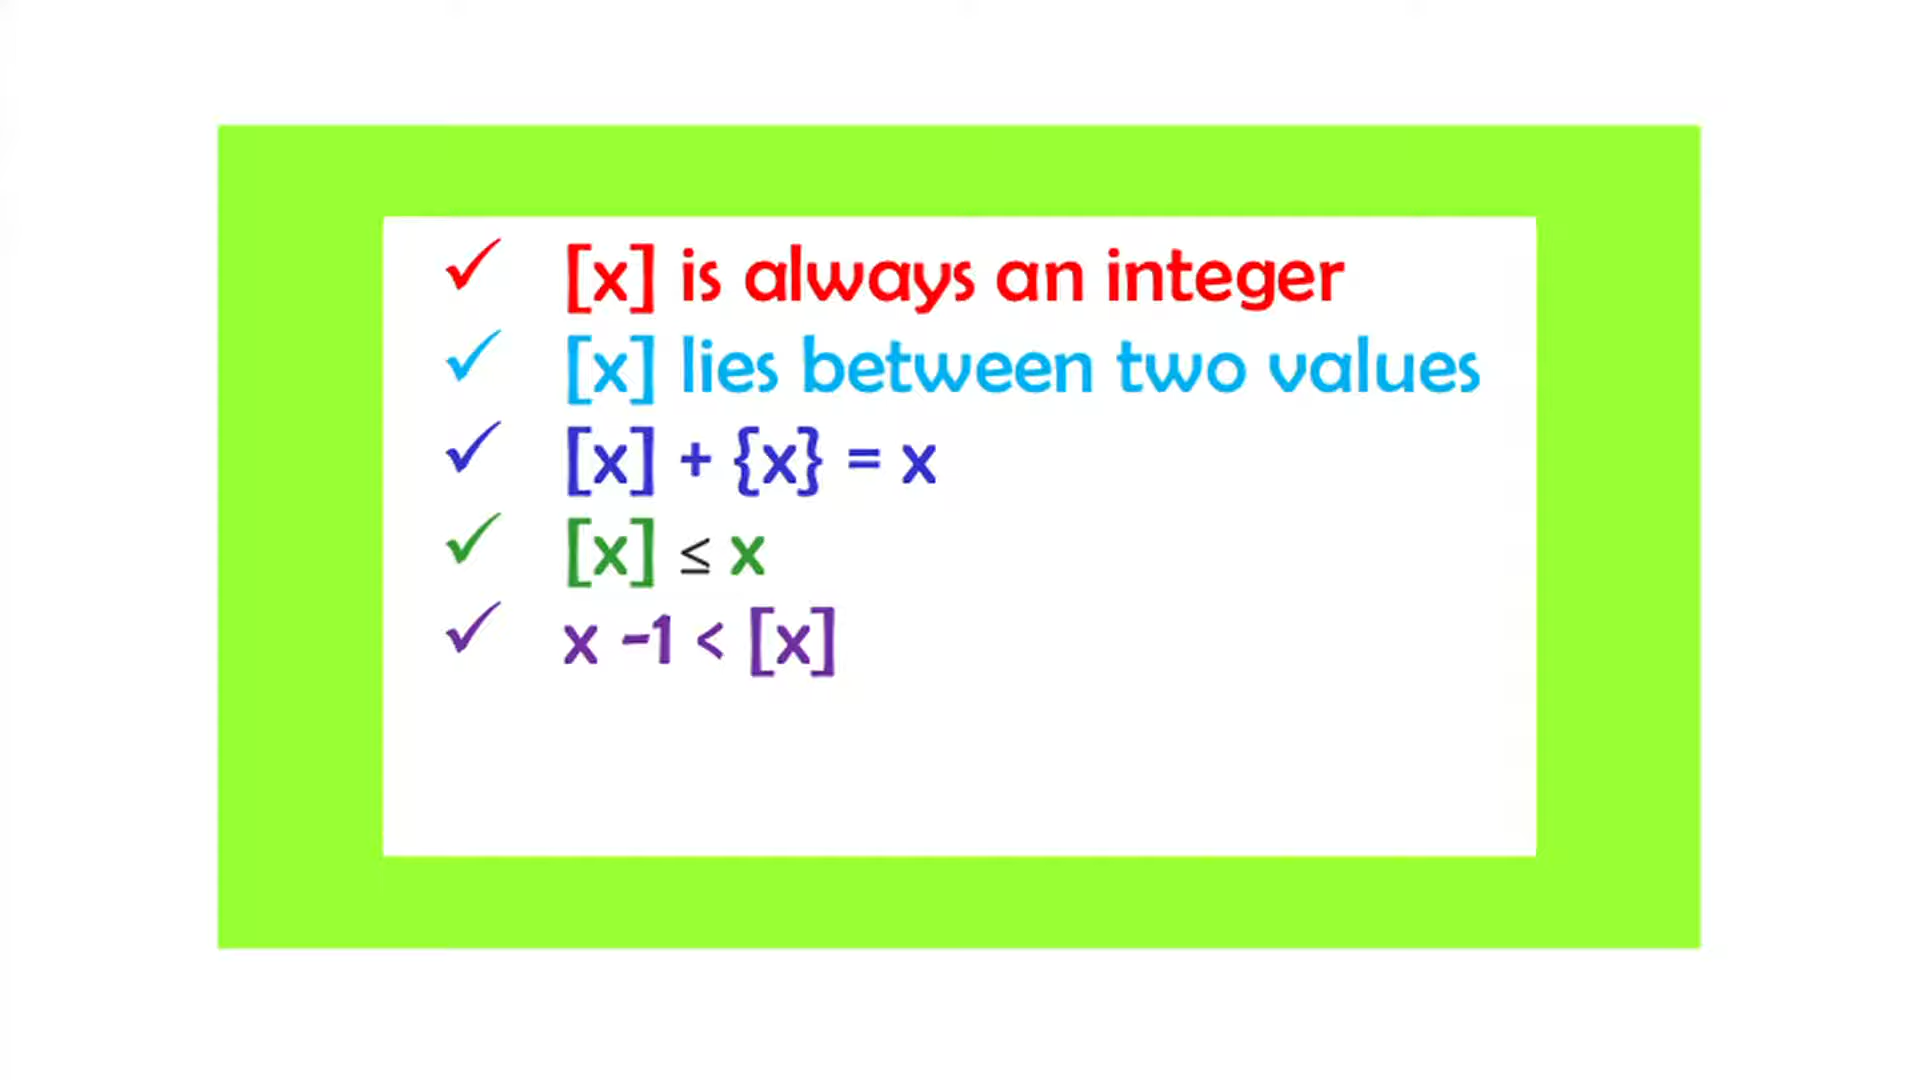 ✓ [x] is always an integer
✓ [x] lies between two values
✓ [x] + {x} = x
✓ [x] ≤ x
✓ x -1 < [x]